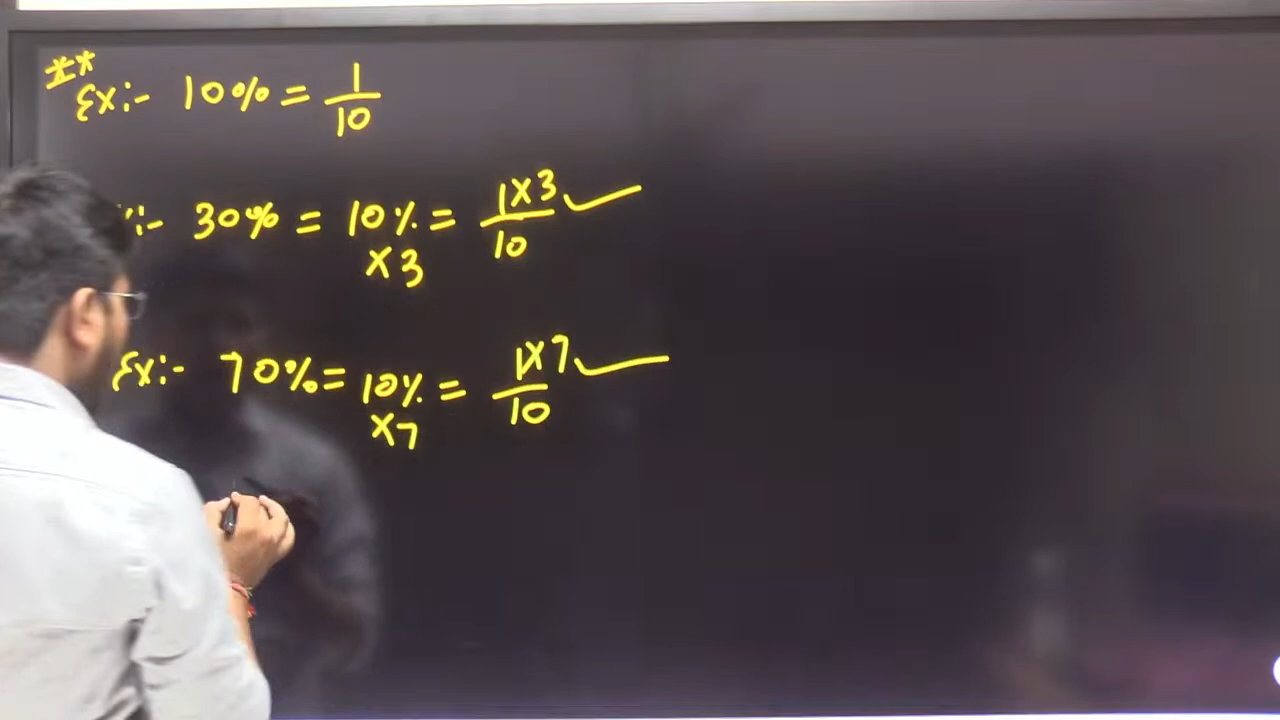 **
Ex:- 10% = 1/10
:- 30% = 10% × 3 = 1×3/10
Ex:- 70% = 10% × 7 = 1×7/10